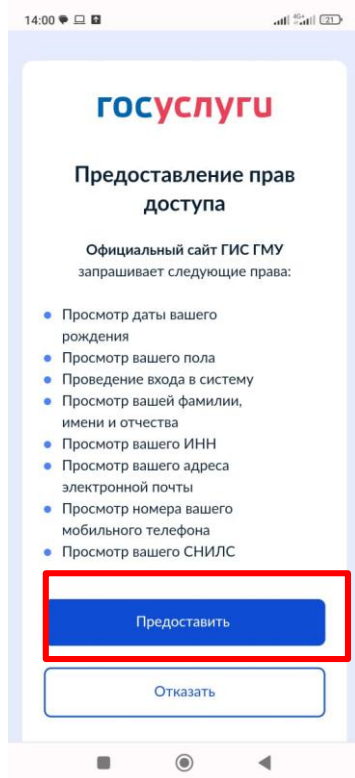 14:00
4G+
21
госуслуги
Предоставление прав
доступа
Официальный сайт ГИС ГМУ
запрашивает следующие права:
Просмотр даты вашего
рождения
Просмотр вашего пола
Проведение входа в систему
Просмотр вашей фамилии,
имени и отчества
Просмотр вашего ИНН
Просмотр вашего адреса
электронной почты
Просмотр номера вашего
мобильного телефона
Просмотр вашего СНИЛС
Предоставить
Отказать